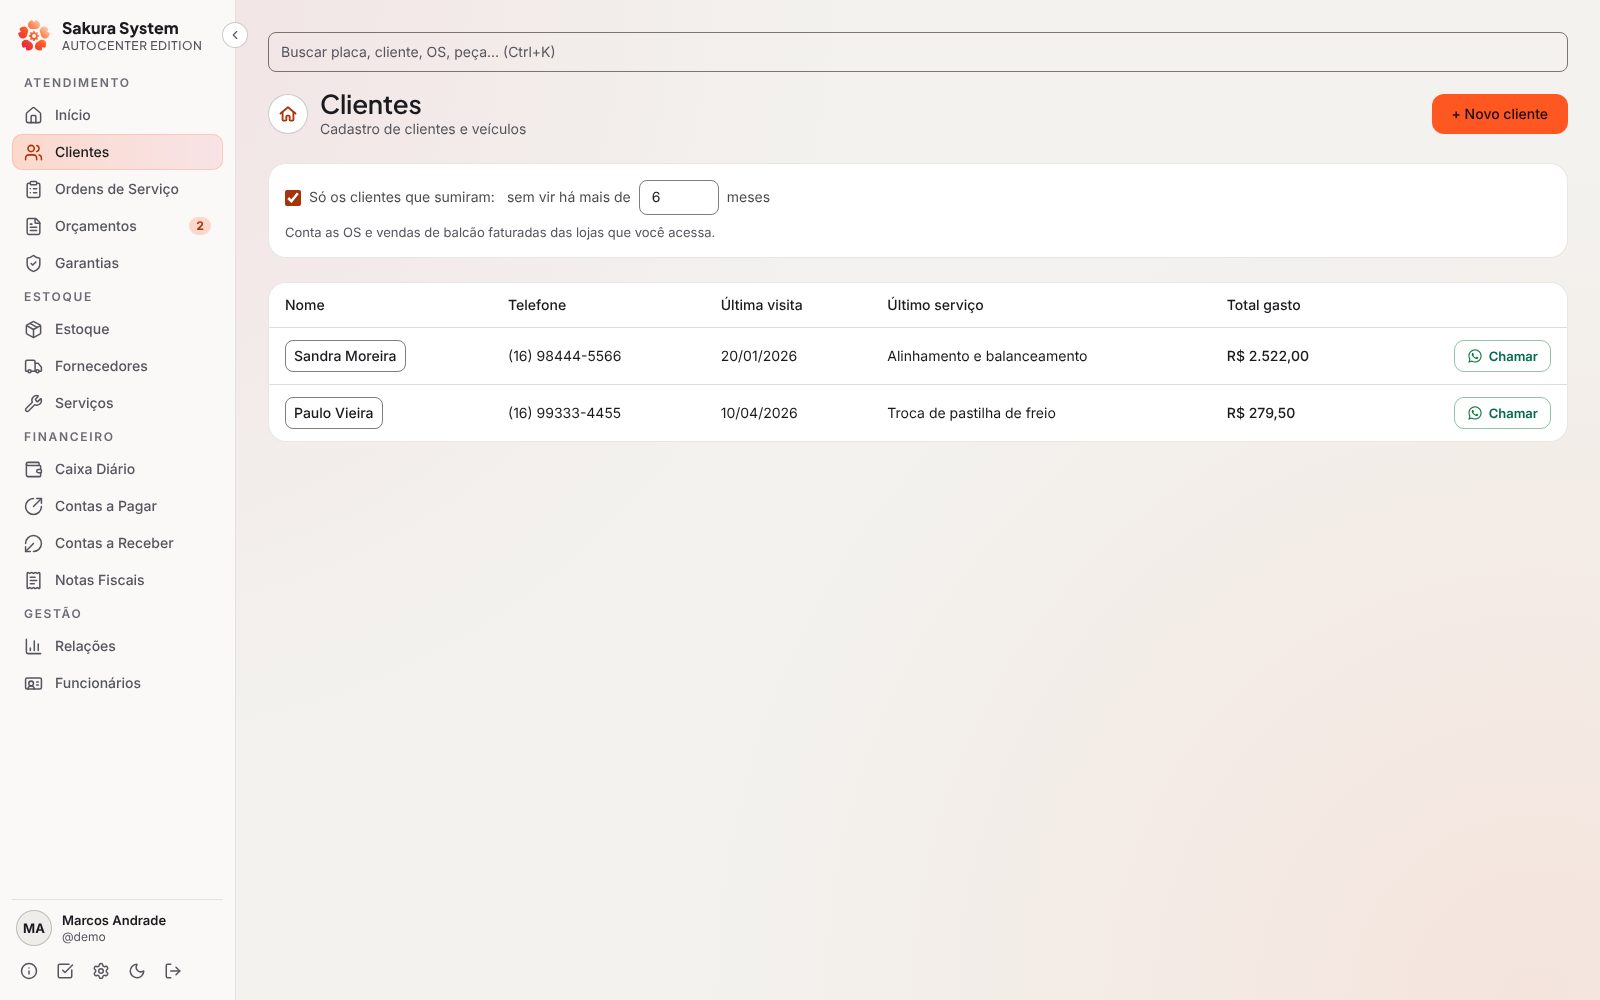 Sakura System
AUTOCENTER EDITION
ATENDIMENTO
Início
Clientes
Ordens de Serviço
Orçamentos 2
Garantias
ESTOQUE
Estoque
Fornecedores
Serviços
FINANCEIRO
Caixa Diário
Contas a Pagar
Contas a Receber
Notas Fiscais
GESTÃO
Relações
Funcionários
MA
Marcos Andrade
@demo
Buscar placa, cliente, OS, peça... (Ctrl+K)
Clientes
Cadastro de clientes e veículos
+ Novo cliente
Só os clientes que sumiram: sem vir há mais de 6 meses
Conta as OS e vendas de balcão faturadas das lojas que você acessa.
Nome Telefone Última visita Último serviço Total gasto
Sandra Moreira (16) 98444-5566 20/01/2026 Alinhamento e balanceamento R$ 2.522,00 Chamar
Paulo Vieira (16) 99333-4455 10/04/2026 Troca de pastilha de freio R$ 279,50 Chamar